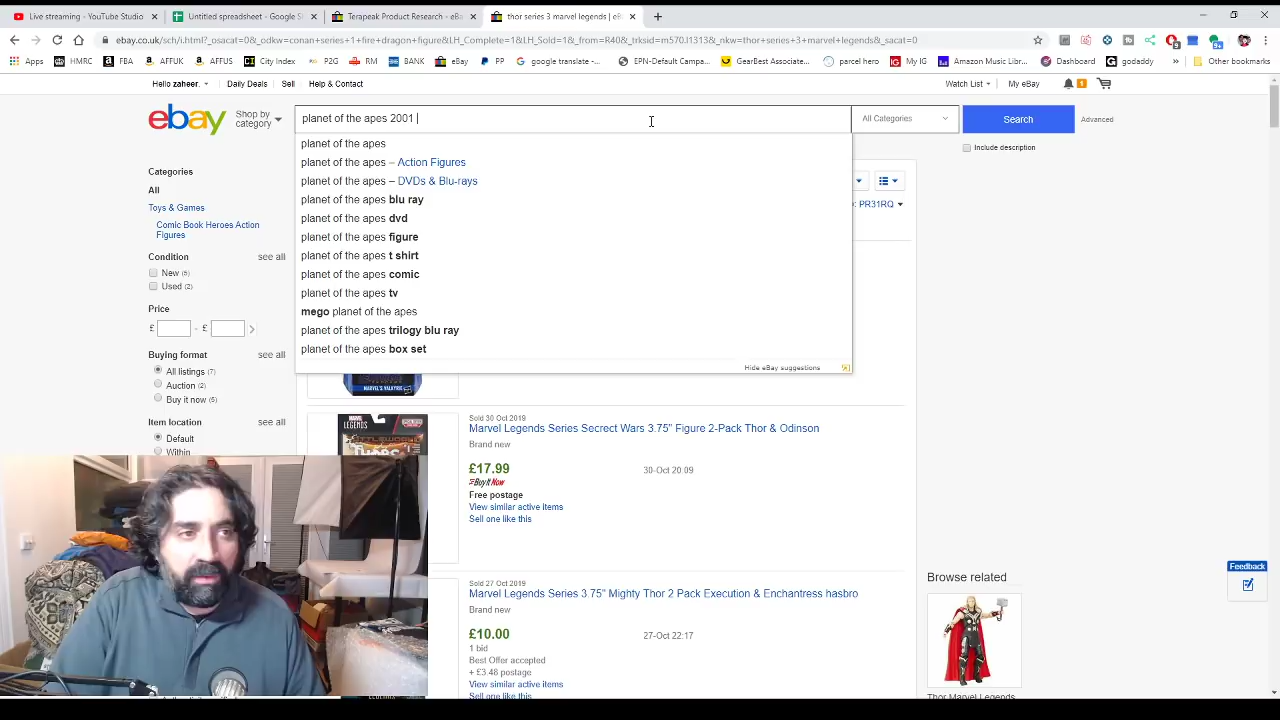 Live streaming - YouTube Studio
Untitled spreadsheet - Google S
Terapeak Product Research - eBa
thor series 3 marvel legends | eB
ebay.co.uk/sch/i.html?_osacat=0&_odkw=conan+series+1+fire+dragon+figure&LH_Complete=1&LH_Sold=1&_from=R40&_trksid=m570.l1313&_nkw=thor+series+3+marvel+legends&_sacat=0
Apps HMRC FBA AFFUK AFFUS City Index P2G RM BANK eBay PP google translate -... EPN-Default Campa... GearBest Associate... parcel hero My IG Amazon Music Libr... godaddy Other bookmarks
Hello zaheer. Daily Deals Sell Help & Contact Watch List My eBay 1
ebay Shop by category
planet of the apes 2001
All Categories Search Advanced
Include description
planet of the apes
planet of the apes – Action Figures
planet of the apes – DVDs & Blu-rays
planet of the apes blu ray
planet of the apes dvd
planet of the apes figure
planet of the apes t shirt
planet of the apes comic
planet of the apes tv
mego planet of the apes
planet of the apes trilogy blu ray
planet of the apes box set
Hide eBay suggestions
PR31RQ
Categories
All
Toys & Games
Comic Book Heroes Action
Figures
Condition see all
New (5)
Used (2)
Price
£ - £
Buying format see all
All listings (7)
Auction (2)
Buy it now (5)
Item location see all
Default
Within
Sold 30 Oct 2019
Marvel Legends Series Secrect Wars 3.75" Figure 2-Pack Thor & Odinson
Brand new
£17.99 30-Oct 20:09
Buy It Now
Free postage
View similar active items
Sell one like this
Sold 27 Oct 2019
Marvel Legends Series 3.75" Mighty Thor 2 Pack Execution & Enchantress hasbro
Brand new
£10.00 27-Oct 22:17
1 bid
Best Offer accepted
+ £3.48 postage
View similar active items
Sell one like this
Feedback
Browse related
Thor Marvel Legends